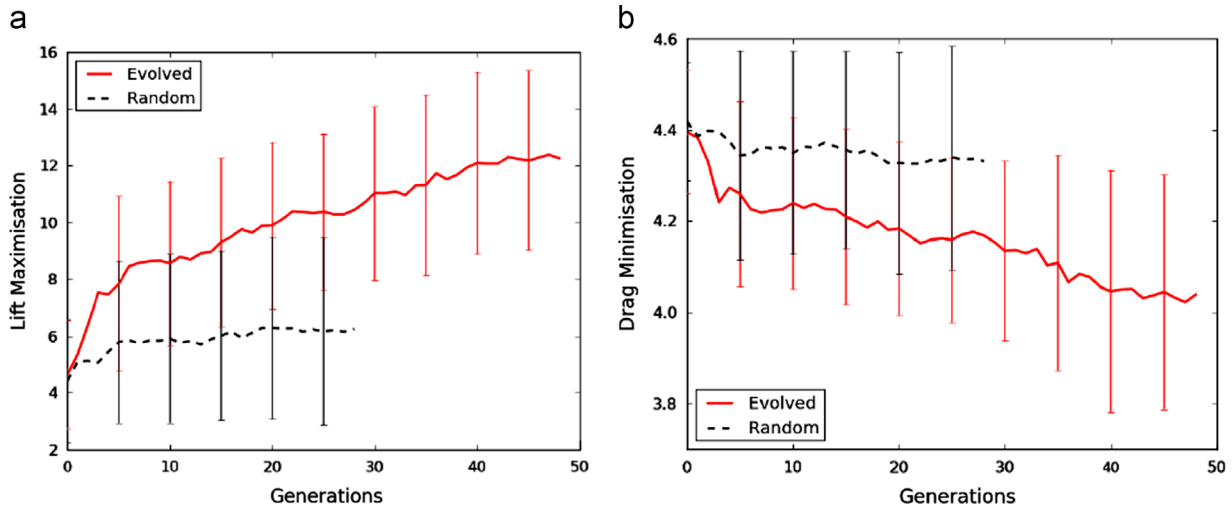 a
16
14
12
10
8
6
4
2
Lift Maximisation
Evolved
Random
0 10 20 30 40 50
Generations
b
4.6
4.4
4.2
4.0
3.8
Drag Minimisation
Evolved
Random
0 10 20 30 40 50
Generations